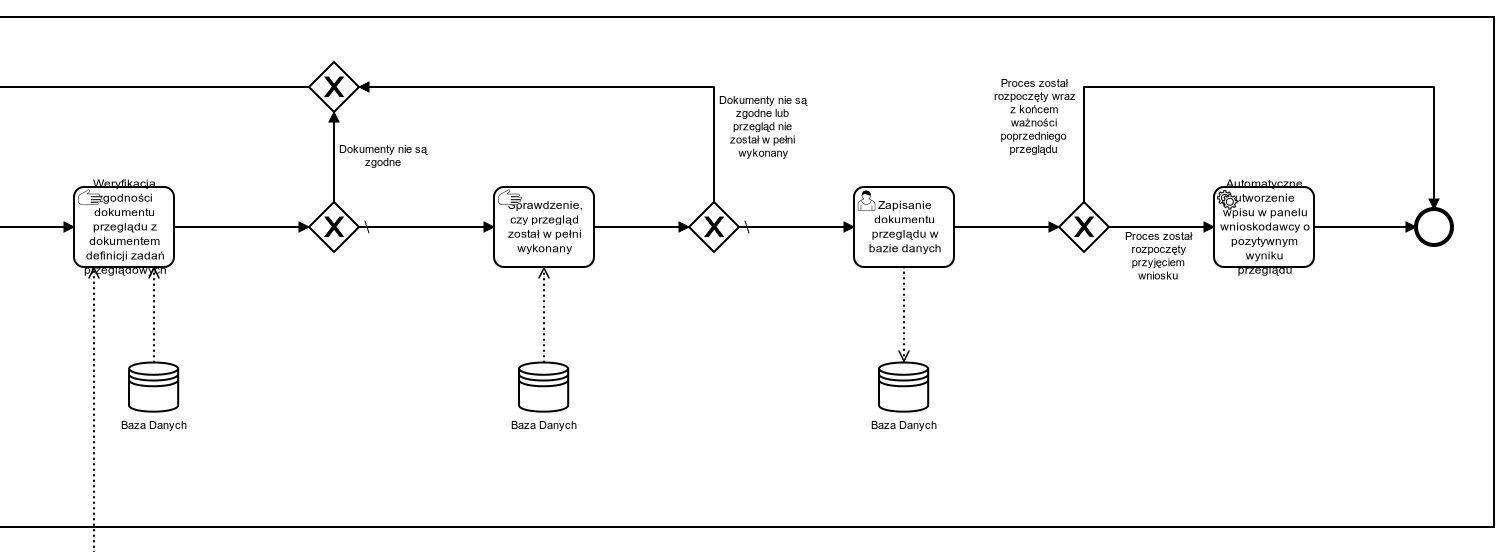 Weryfikacja
zgodności
dokumentu
przeglądu z
dokumentem
definicji zadań
przeglądowych
Baza Danych
X
Dokumenty nie są
zgodne
X
Sprawdzenie,
czy przegląd
został w pełni
wykonany
Baza Danych
Dokumenty nie są
zgodne lub
przegląd nie
został w pełni
wykonany
X
Zapisanie
dokumentu
przeglądu w
bazie danych
Baza Danych
Proces został
rozpoczęty wraz
z końcem
ważności
poprzedniego
przeglądu
X
Proces został
rozpoczęty
przyjęciem
wniosku
Automatyczne
utworzenie
wpisu w panelu
wnioskodawcy o
pozytywnym
wyniku
przeglądu